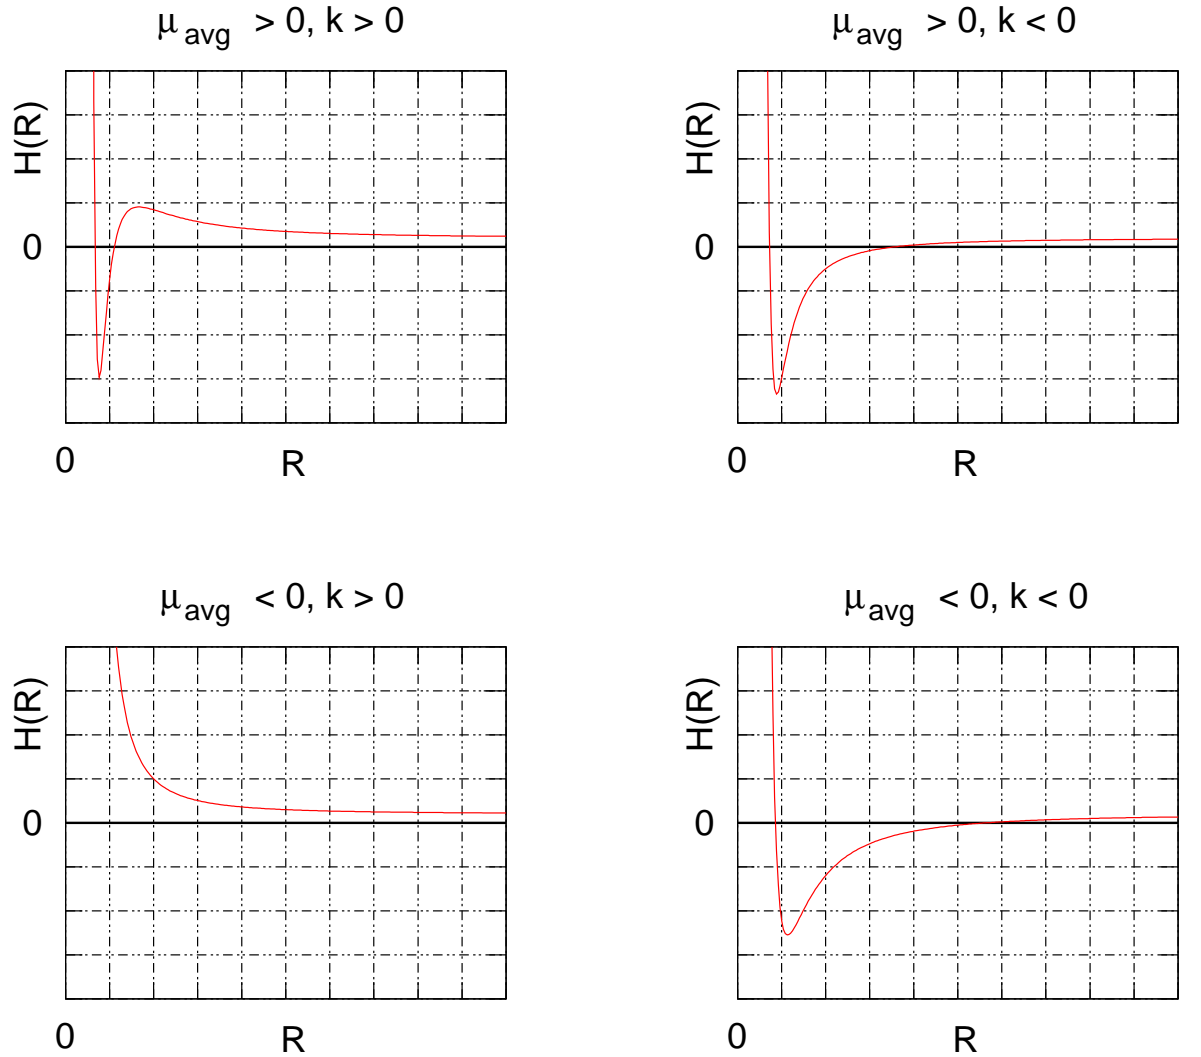 μavg > 0, k > 0
H(R)
0
0
R
μavg > 0, k < 0
H(R)
0
0
R
μavg < 0, k > 0
H(R)
0
0
R
μavg < 0, k < 0
H(R)
0
0
R